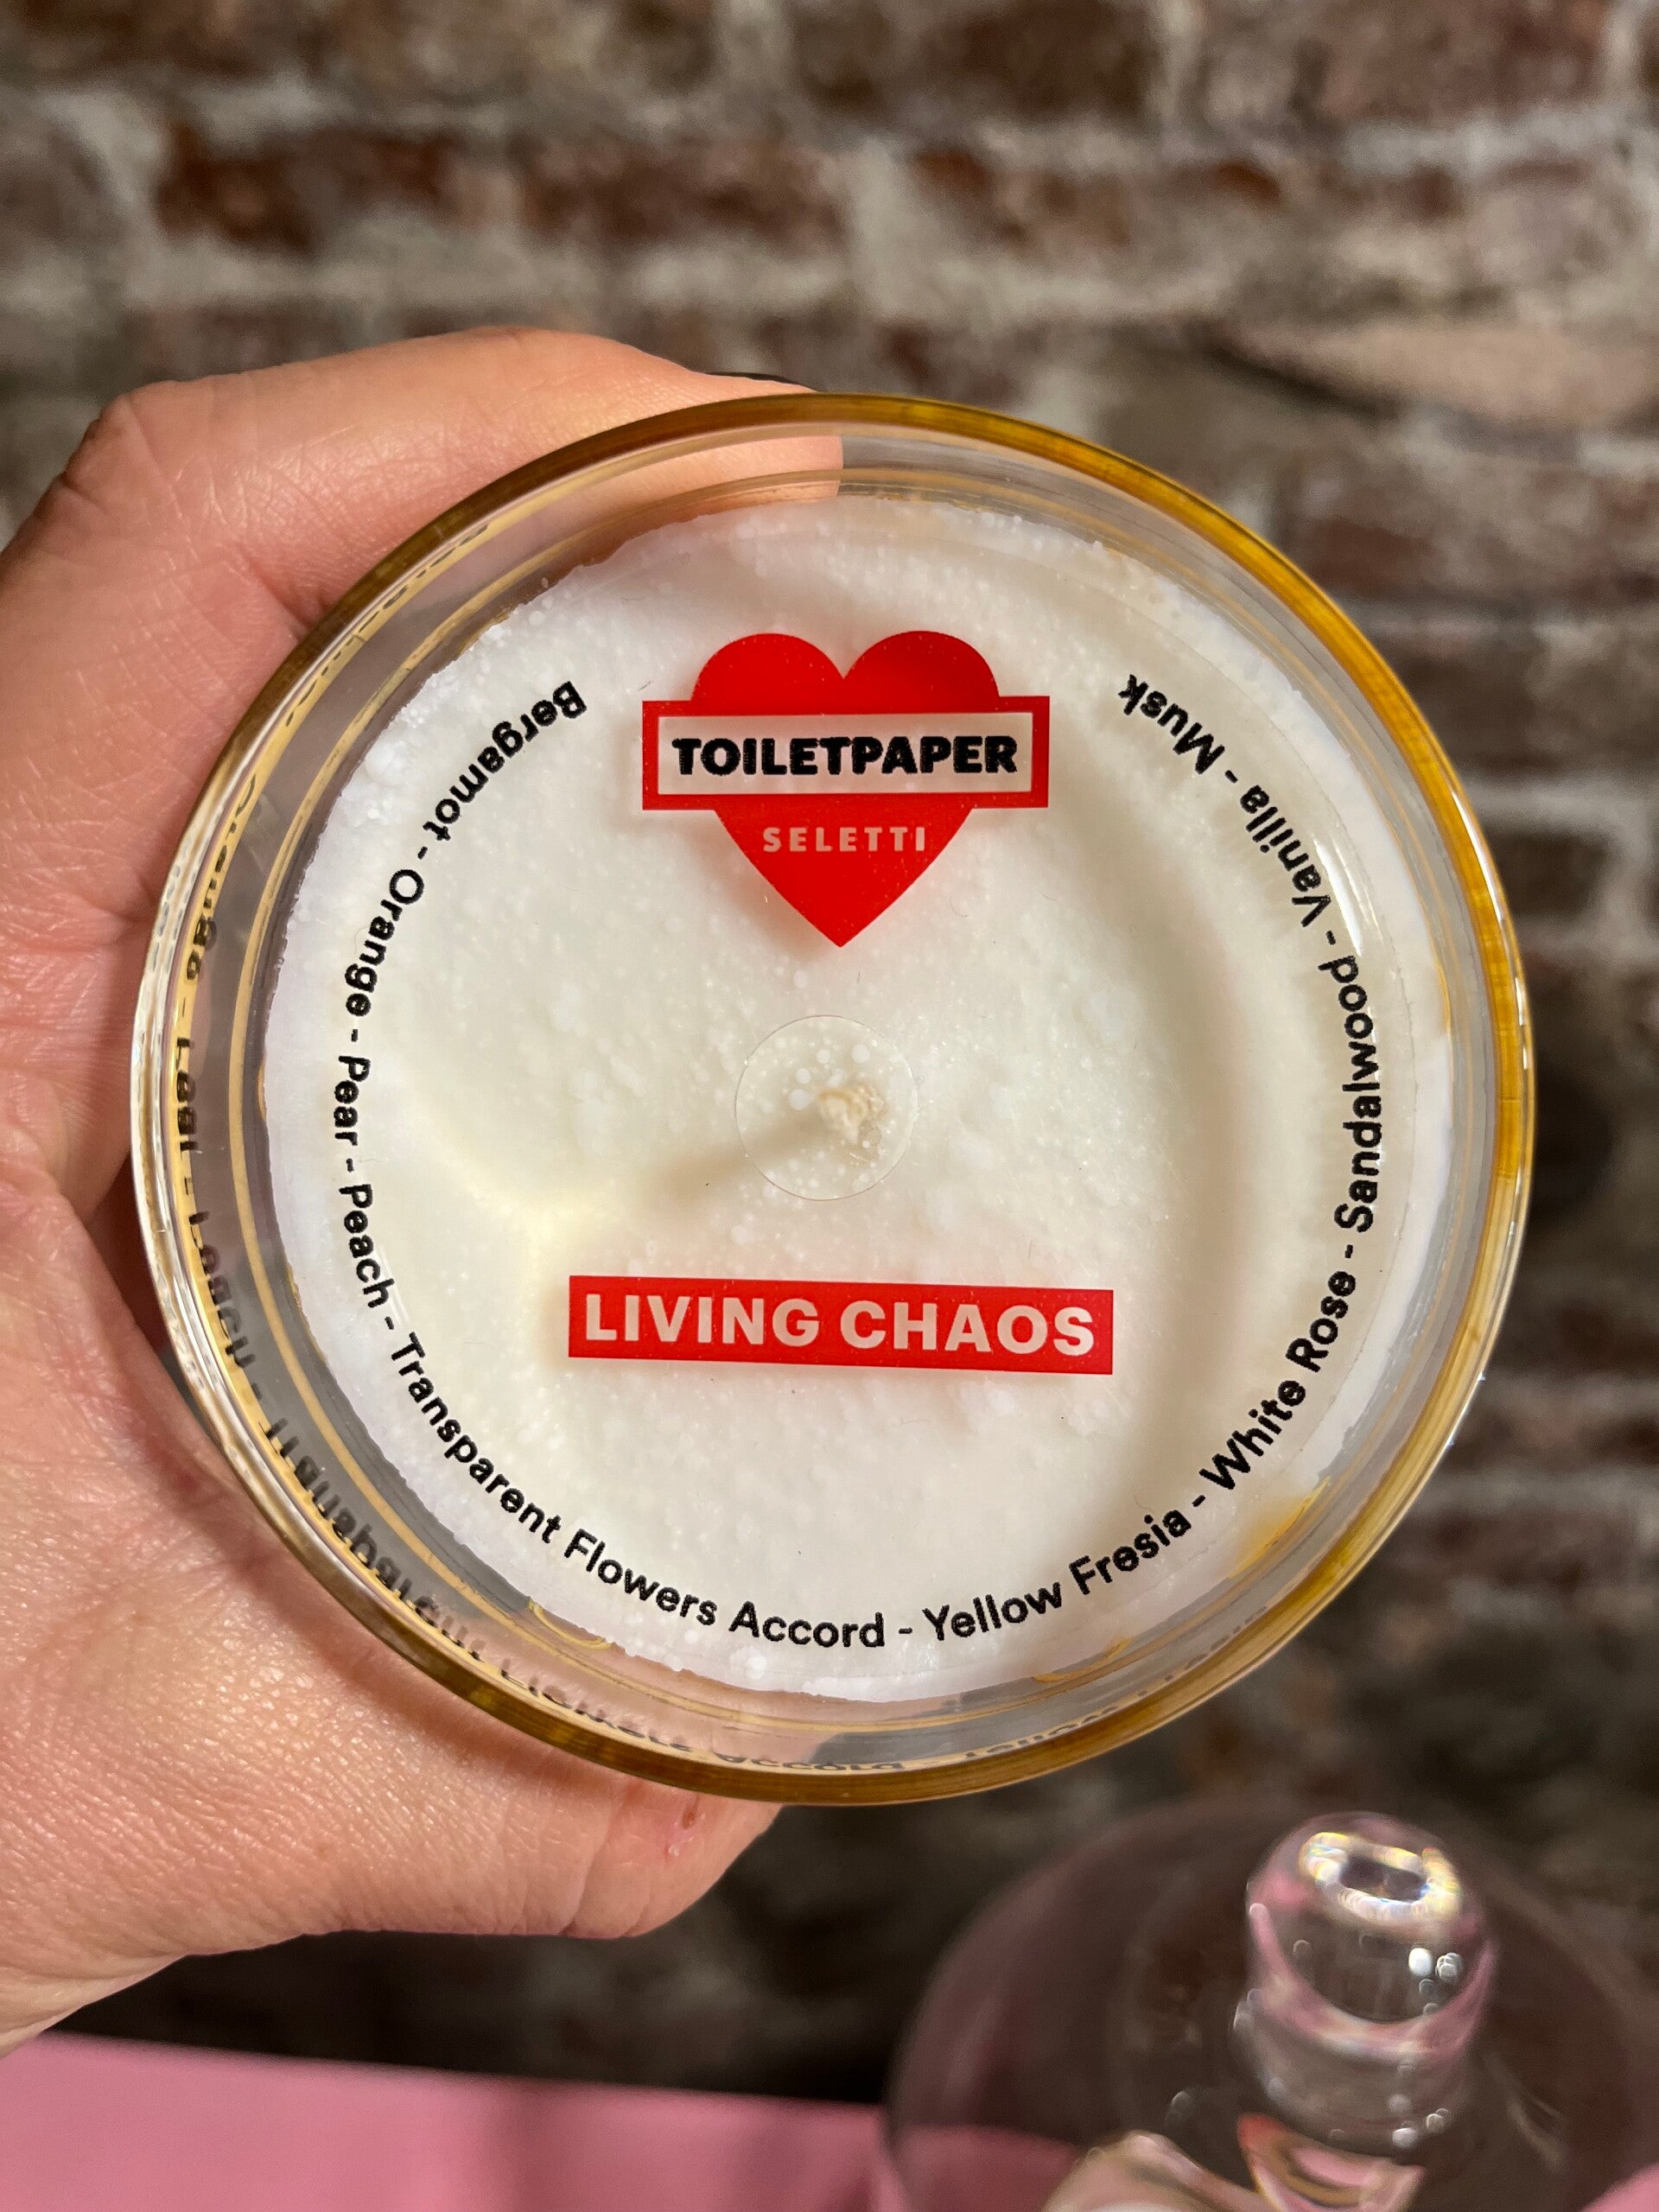 TOILETPAPER
SELETTI
LIVING CHAOS
Bergamot - Orange - Pear - Peach - Transparent Flowers Accord - Yellow Fresia - White Rose - Sandalwood - Vanilla - Musk